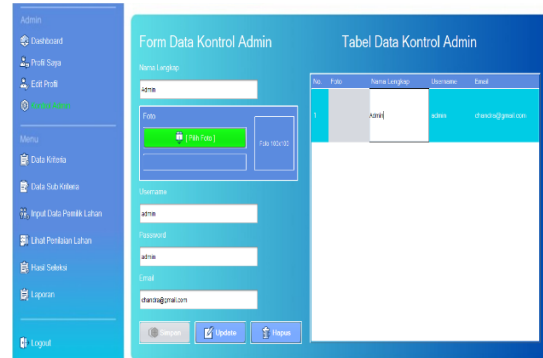 Admin
Dashboard
Profil Saya
Edit Profil
Kontrol Admin
Menu
Data Kriteria
Data Sub Kriteria
Input Data Pemilik Lahan
Lihat Penilaian Lahan
Hasil Seleksi
Laporan
Logout
Form Data Kontrol Admin
Nama Lengkap
Admin
Foto
[ Pilih Foto ]
Foto 100x100
Username
admin
Password
admin
Email
chandra@gmail.com
Simpan Update Hapus
Tabel Data Kontrol Admin
No Foto Nama Lengkap Username Email
1 Admin admin chandra@gmail.com